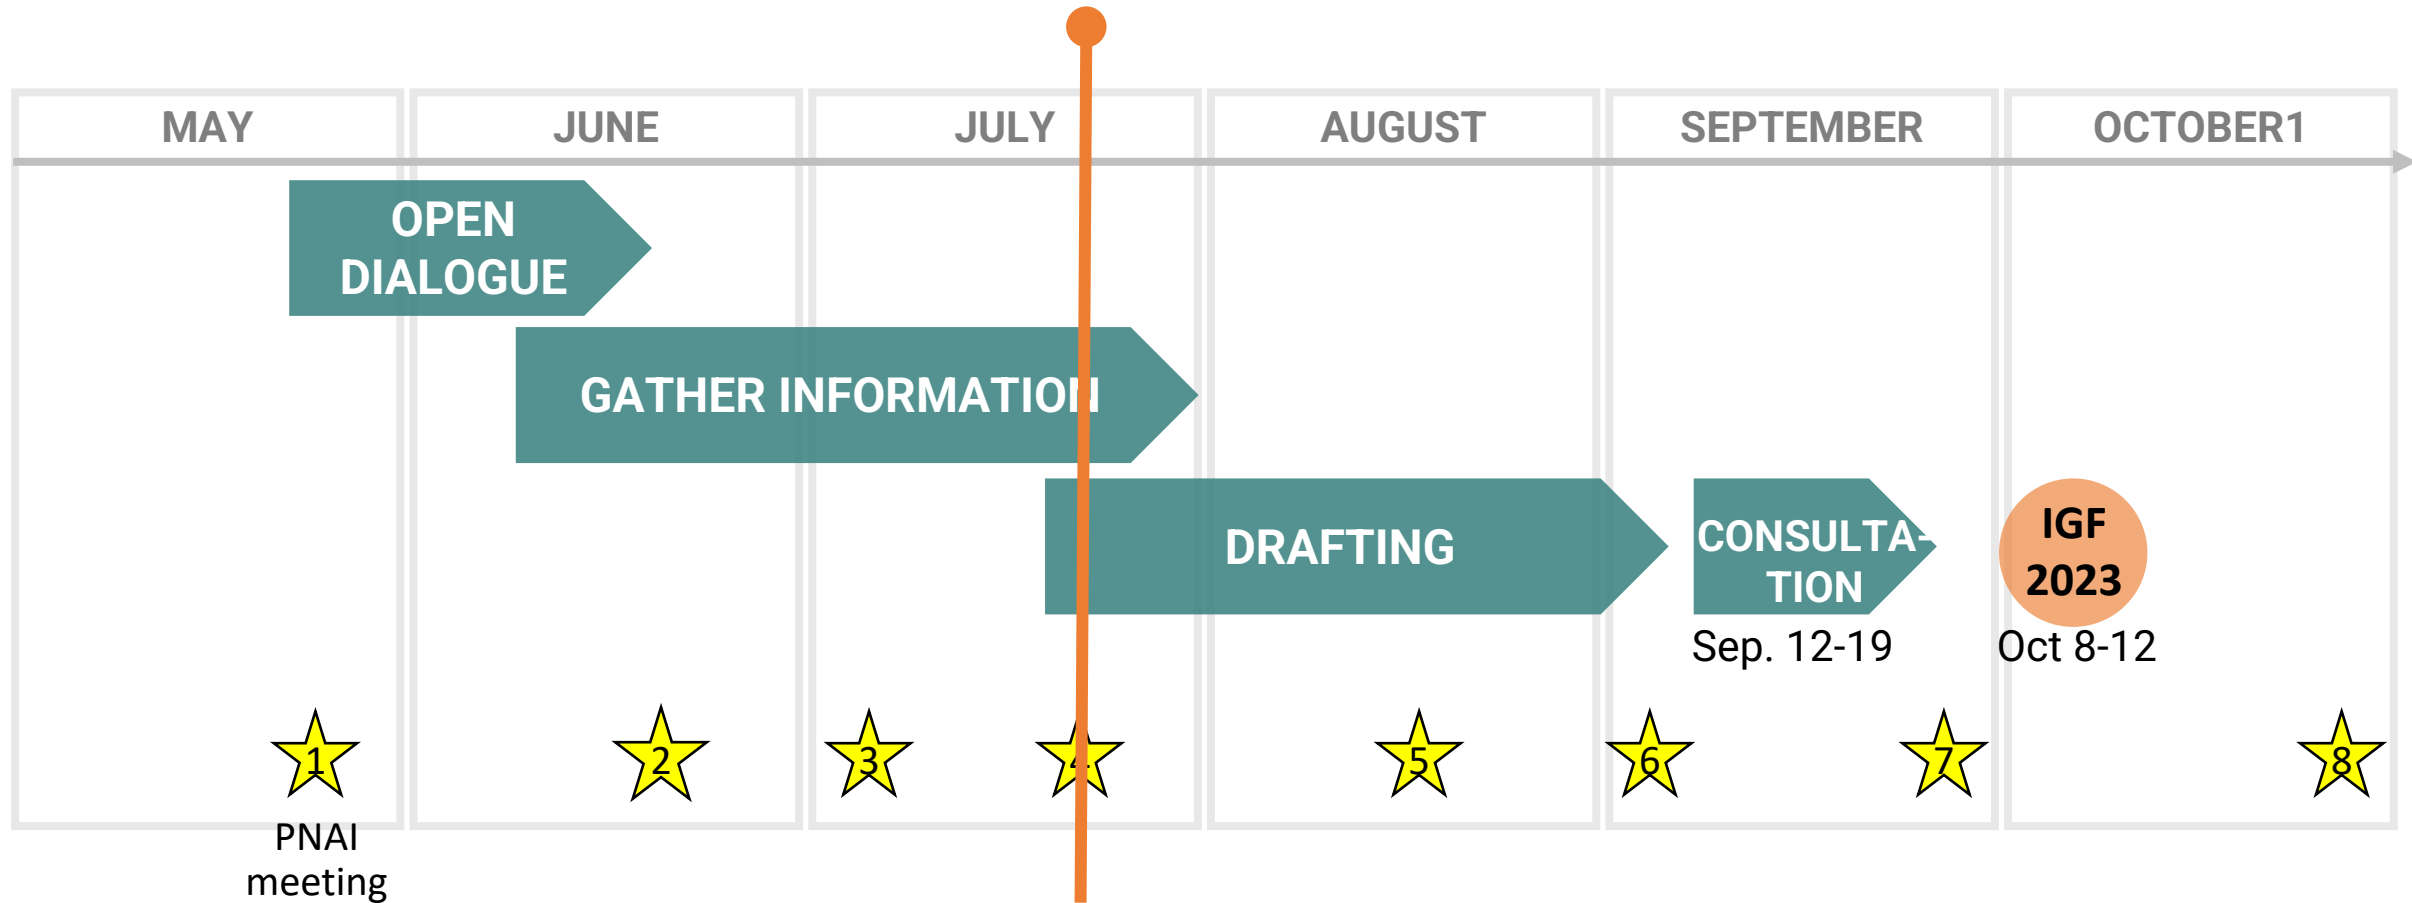 MAY
JUNE
JULY
AUGUST
SEPTEMBER
OCTOBER1
OPEN
DIALOGUE
GATHER INFORMATION
DRAFTING
CONSULTA-
TION
Sep. 12-19
IGF
2023
Oct 8-12
1
2
3
4
5
6
7
8
PNAI
meeting